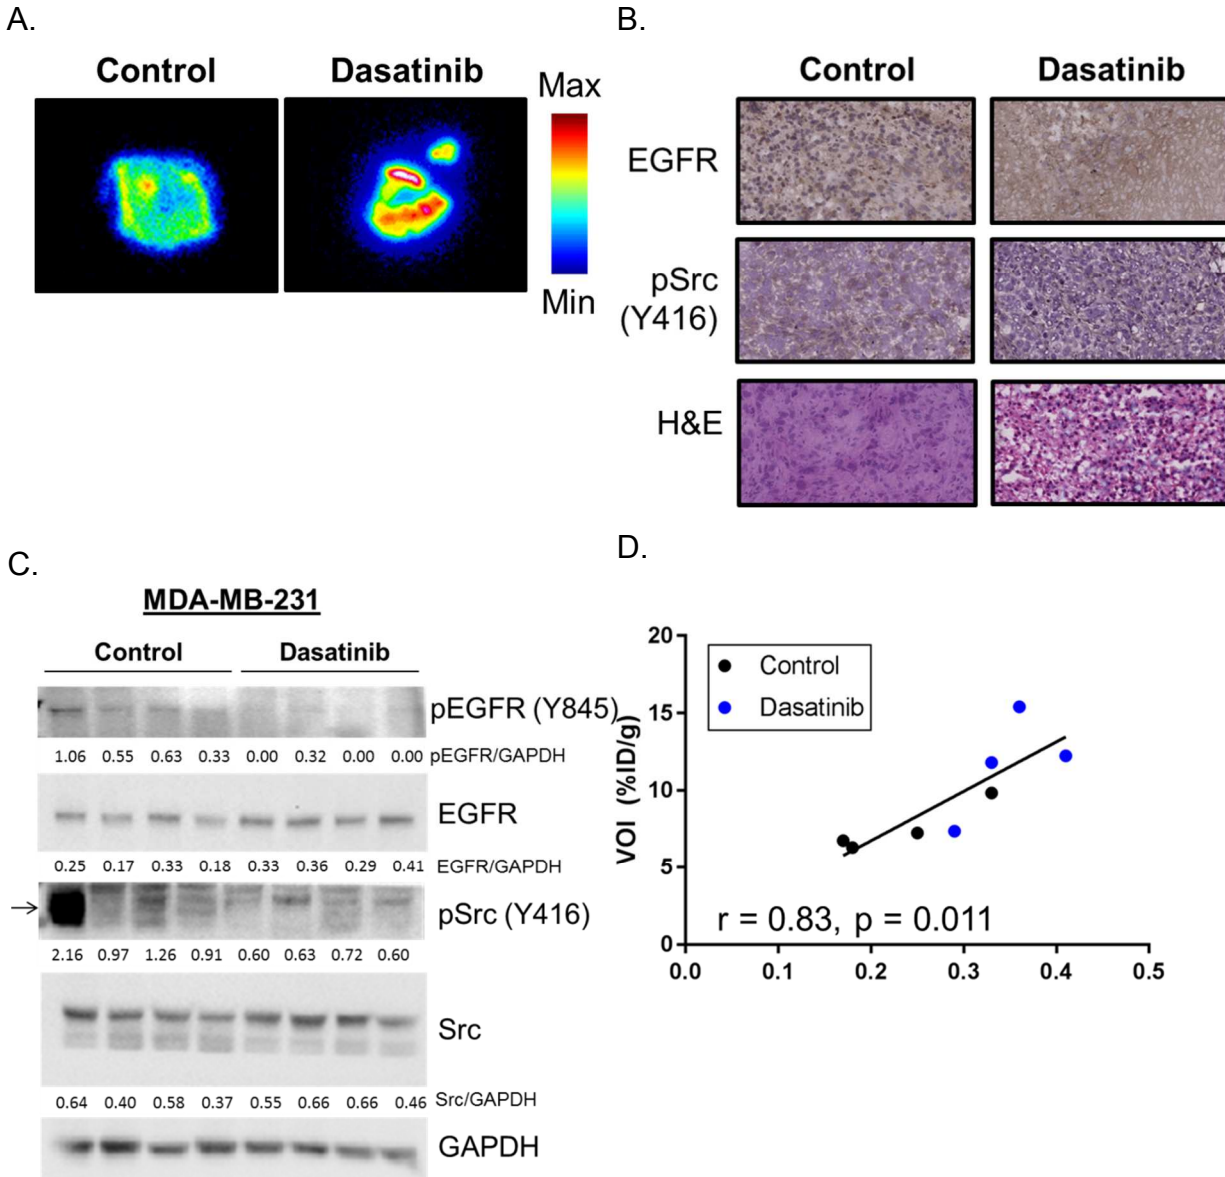 A.
Control Dasatinib
Max
Min
B.
Control Dasatinib
EGFR
pSrc
(Y416)
H&E
C.
MDA-MB-231
Control Dasatinib
pEGFR (Y845)
1.06 0.55 0.63 0.33 0.00 0.32 0.00 0.00 pEGFR/GAPDH
EGFR
0.25 0.17 0.33 0.18 0.33 0.36 0.29 0.41 EGFR/GAPDH
pSrc (Y416)
2.16 0.97 1.26 0.91 0.60 0.63 0.72 0.60
Src
0.64 0.40 0.58 0.37 0.55 0.66 0.66 0.46 Src/GAPDH
GAPDH
D.
VOI (%ID/g)
20
15
10
5
0
Control
Dasatinib
r = 0.83, p = 0.011
0.0 0.1 0.2 0.3 0.4 0.5